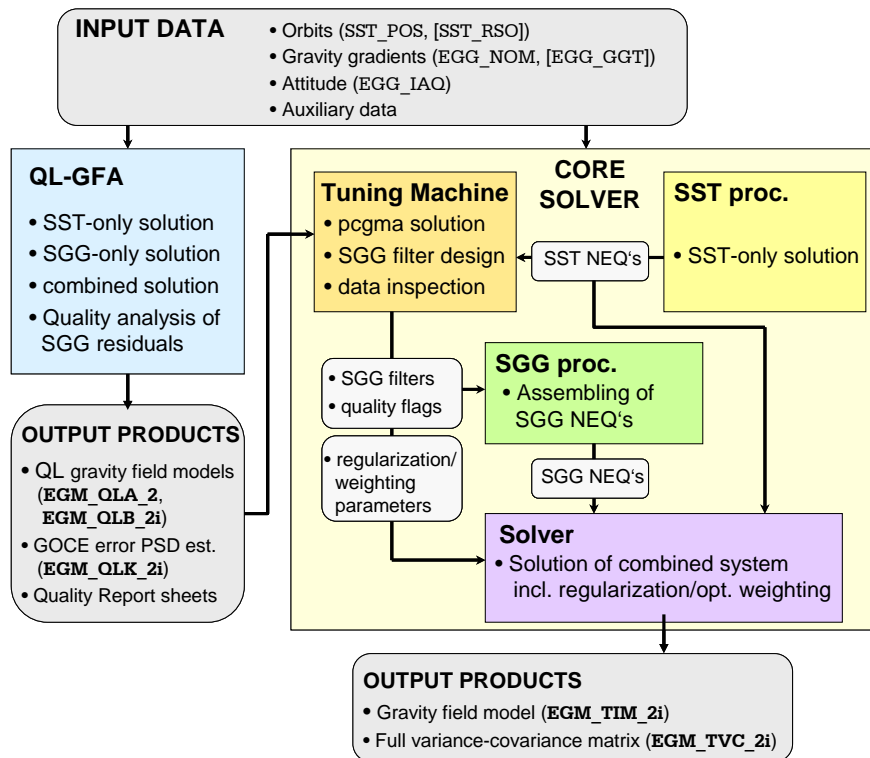 INPUT DATA
• Orbits (SST_POS, [SST_RSO])
• Gravity gradients (EGG_NOM, [EGG_GGT])
• Attitude (EGG_IAQ)
• Auxiliary data
QL-GFA
• SST-only solution
• SGG-only solution
• combined solution
• Quality analysis of
SGG residuals
OUTPUT PRODUCTS
• QL gravity field models
(EGM_QLA_2,
EGM_QLB_2i)
• GOCE error PSD est.
(EGM_QLK_2i)
• Quality Report sheets
CORE
SOLVER
Tuning Machine
• pcgma solution
• SGG filter design
• data inspection
SST proc.
• SST-only solution
SST NEQ‘s
• SGG filters
• quality flags
SGG proc.
• Assembling of
SGG NEQ‘s
• regularization/
weighting
parameters
SGG NEQ‘s
Solver
• Solution of combined system
incl. regularization/opt. weighting
OUTPUT PRODUCTS
• Gravity field model (EGM_TIM_2i)
• Full variance-covariance matrix (EGM_TVC_2i)